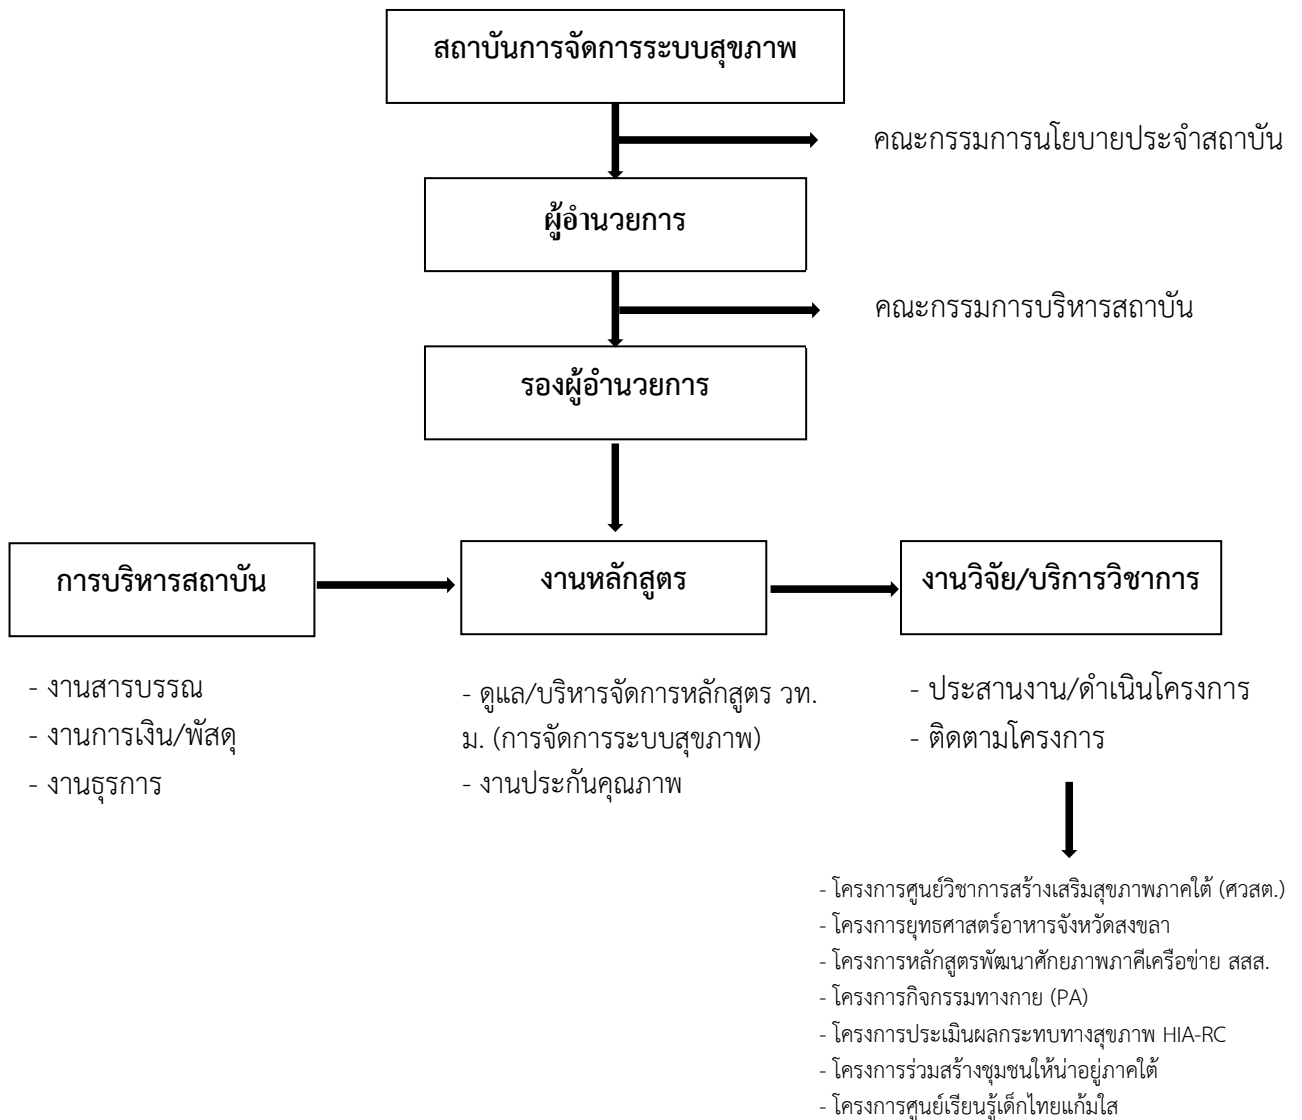 สถาบันการจัดการระบบสุขภาพ
คณะกรรมการนโยบายประจำสถาบัน
ผู้อำนวยการ
คณะกรรมการบริหารสถาบัน
รองผู้อำนวยการ
การบริหารสถาบัน
- งานสารบรรณ
- งานการเงิน/พัสดุ
- งานธุรการ
งานหลักสูตร
- ดูแล/บริหารจัดการหลักสูตร วท.
ม. (การจัดการระบบสุขภาพ)
- งานประกันคุณภาพ
งานวิจัย/บริการวิชาการ
- ประสานงาน/ดำเนินโครงการ
- ติดตามโครงการ
- โครงการศูนย์วิชาการสร้างเสริมสุขภาพภาคใต้ (ศวสต.)
- โครงการยุทธศาสตร์อาหารจังหวัดสงขลา
- โครงการหลักสูตรพัฒนาศักยภาพภาคีเครือข่าย สสส.
- โครงการกิจกรรมทางกาย (PA)
- โครงการประเมินผลกระทบทางสุขภาพ HIA-RC
- โครงการร่วมสร้างชุมชนให้น่าอยู่ภาคใต้
- โครงการศูนย์เรียนรู้เด็กไทยแก้มใส